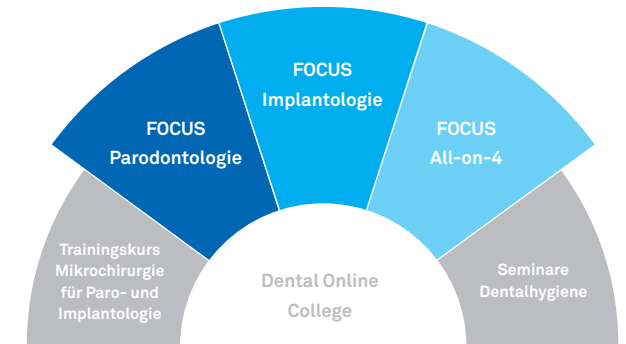 FOCUS
Implantologie
FOCUS
Parodontologie
FOCUS
All-on-4
Trainingskurs
Mikrochirurgie
für Paro- und
Implantologie
Dental Online
College
Seminare
Dentalhygiene